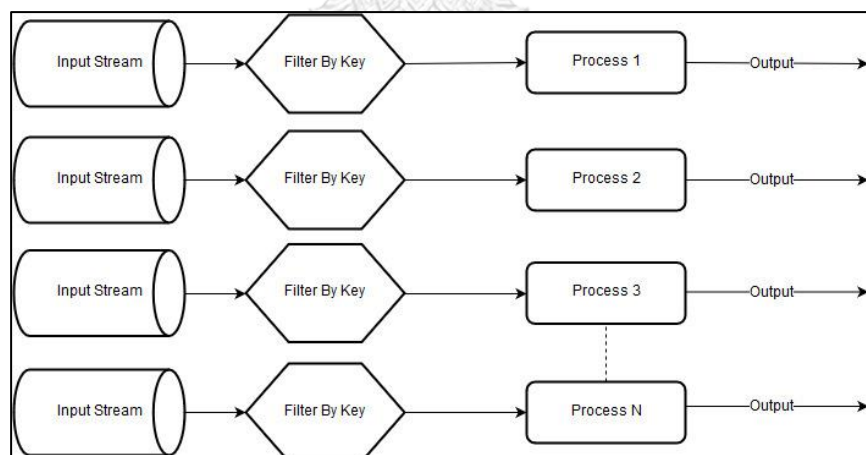 Input Stream Filter By Key Process 1 Output
Input Stream Filter By Key Process 2 Output
Input Stream Filter By Key Process 3 Output
Input Stream Filter By Key Process N Output